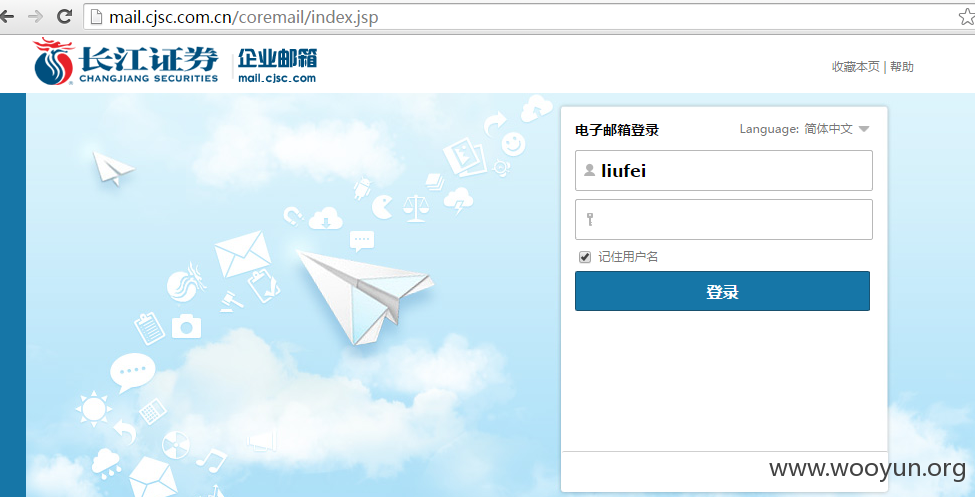 mail.cjsc.com.cn/coremail/index.jsp
长江证券
CHANGJIANG SECURITIES
企业邮箱
mail.cjsc.com
收藏本页 | 帮助
电子邮箱登录
Language: 简体中文
liufei
记住用户名
登录
www.wooyun.org